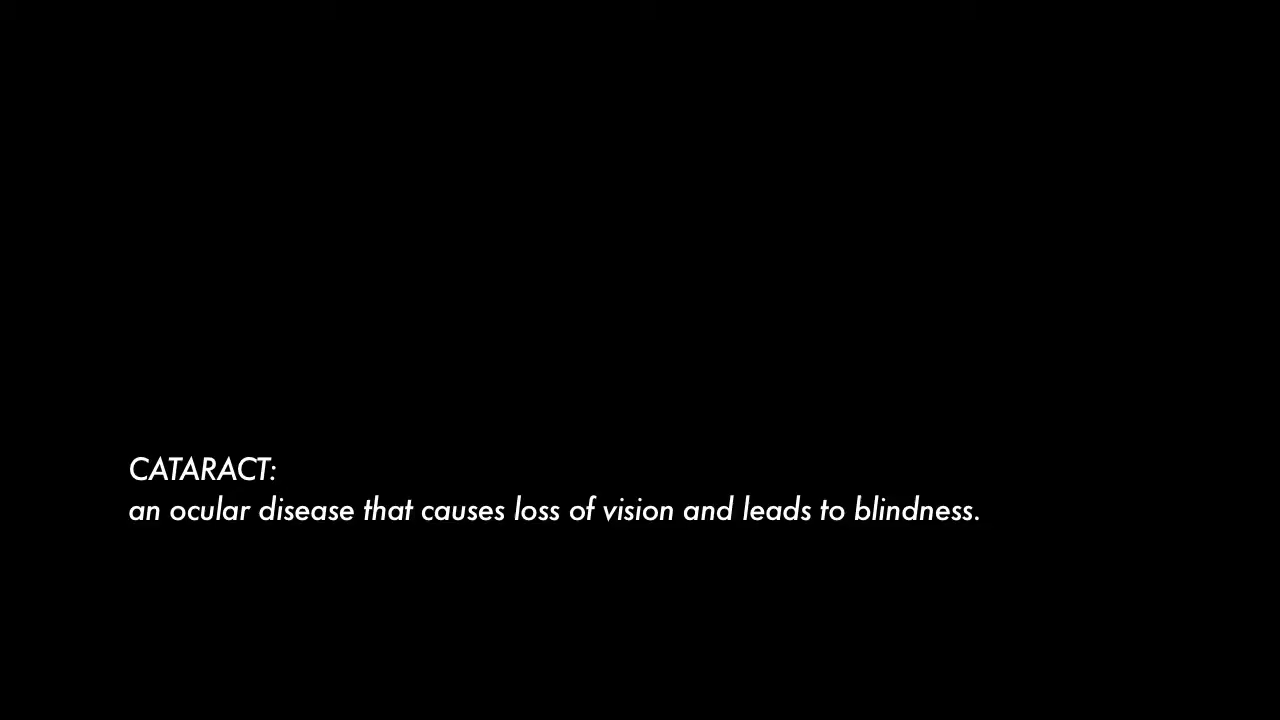 CATARACT:
an ocular disease that causes loss of vision and leads to blindness.